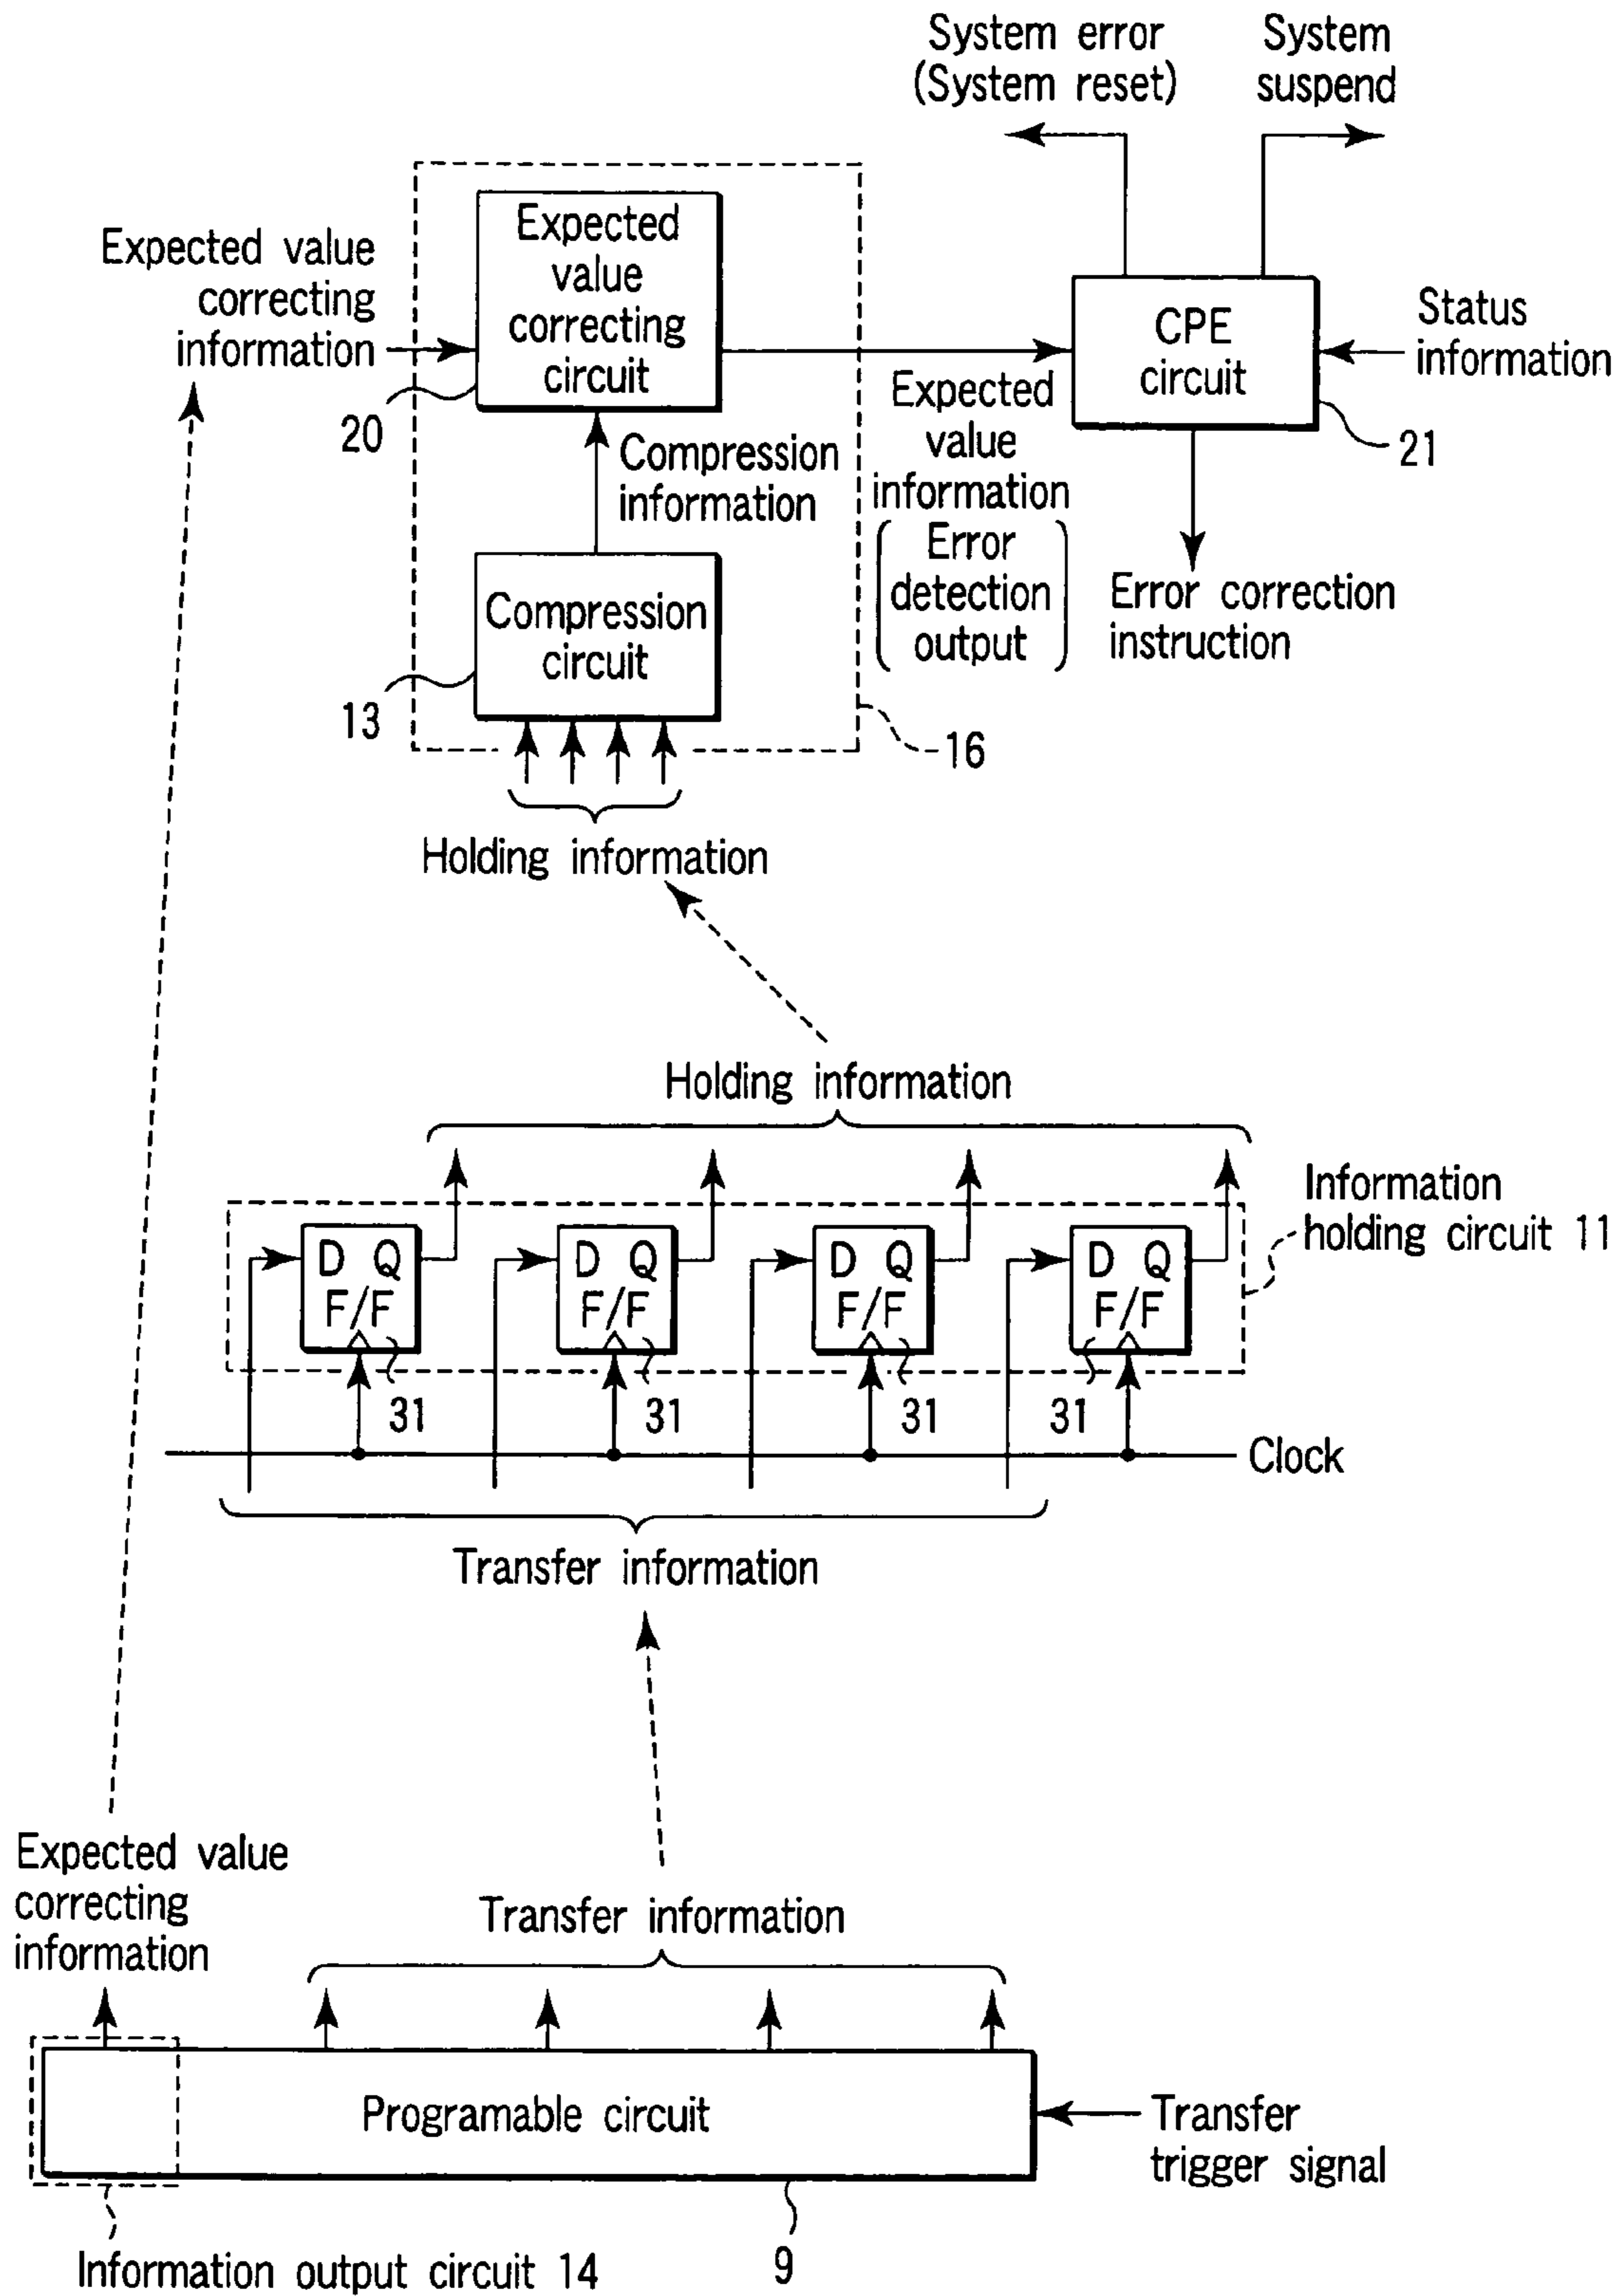 System error
(System reset)
System
suspend
Expected value
correcting
information
Expected
value
correcting
circuit
20
CPE
circuit
Status
information
21
Compression
information
Expected
value
information
Error
detection
output
Error correction
instruction
Compression
circuit
13
16
Holding information
Holding information
Information
holding circuit 11
D Q
F/F
D Q
F/F
D Q
F/F
D Q
F/F
31
31
31
31
Clock
Transfer information
Expected value
correcting
information
Transfer information
Programable circuit
Transfer
trigger signal
Information output circuit 14
9